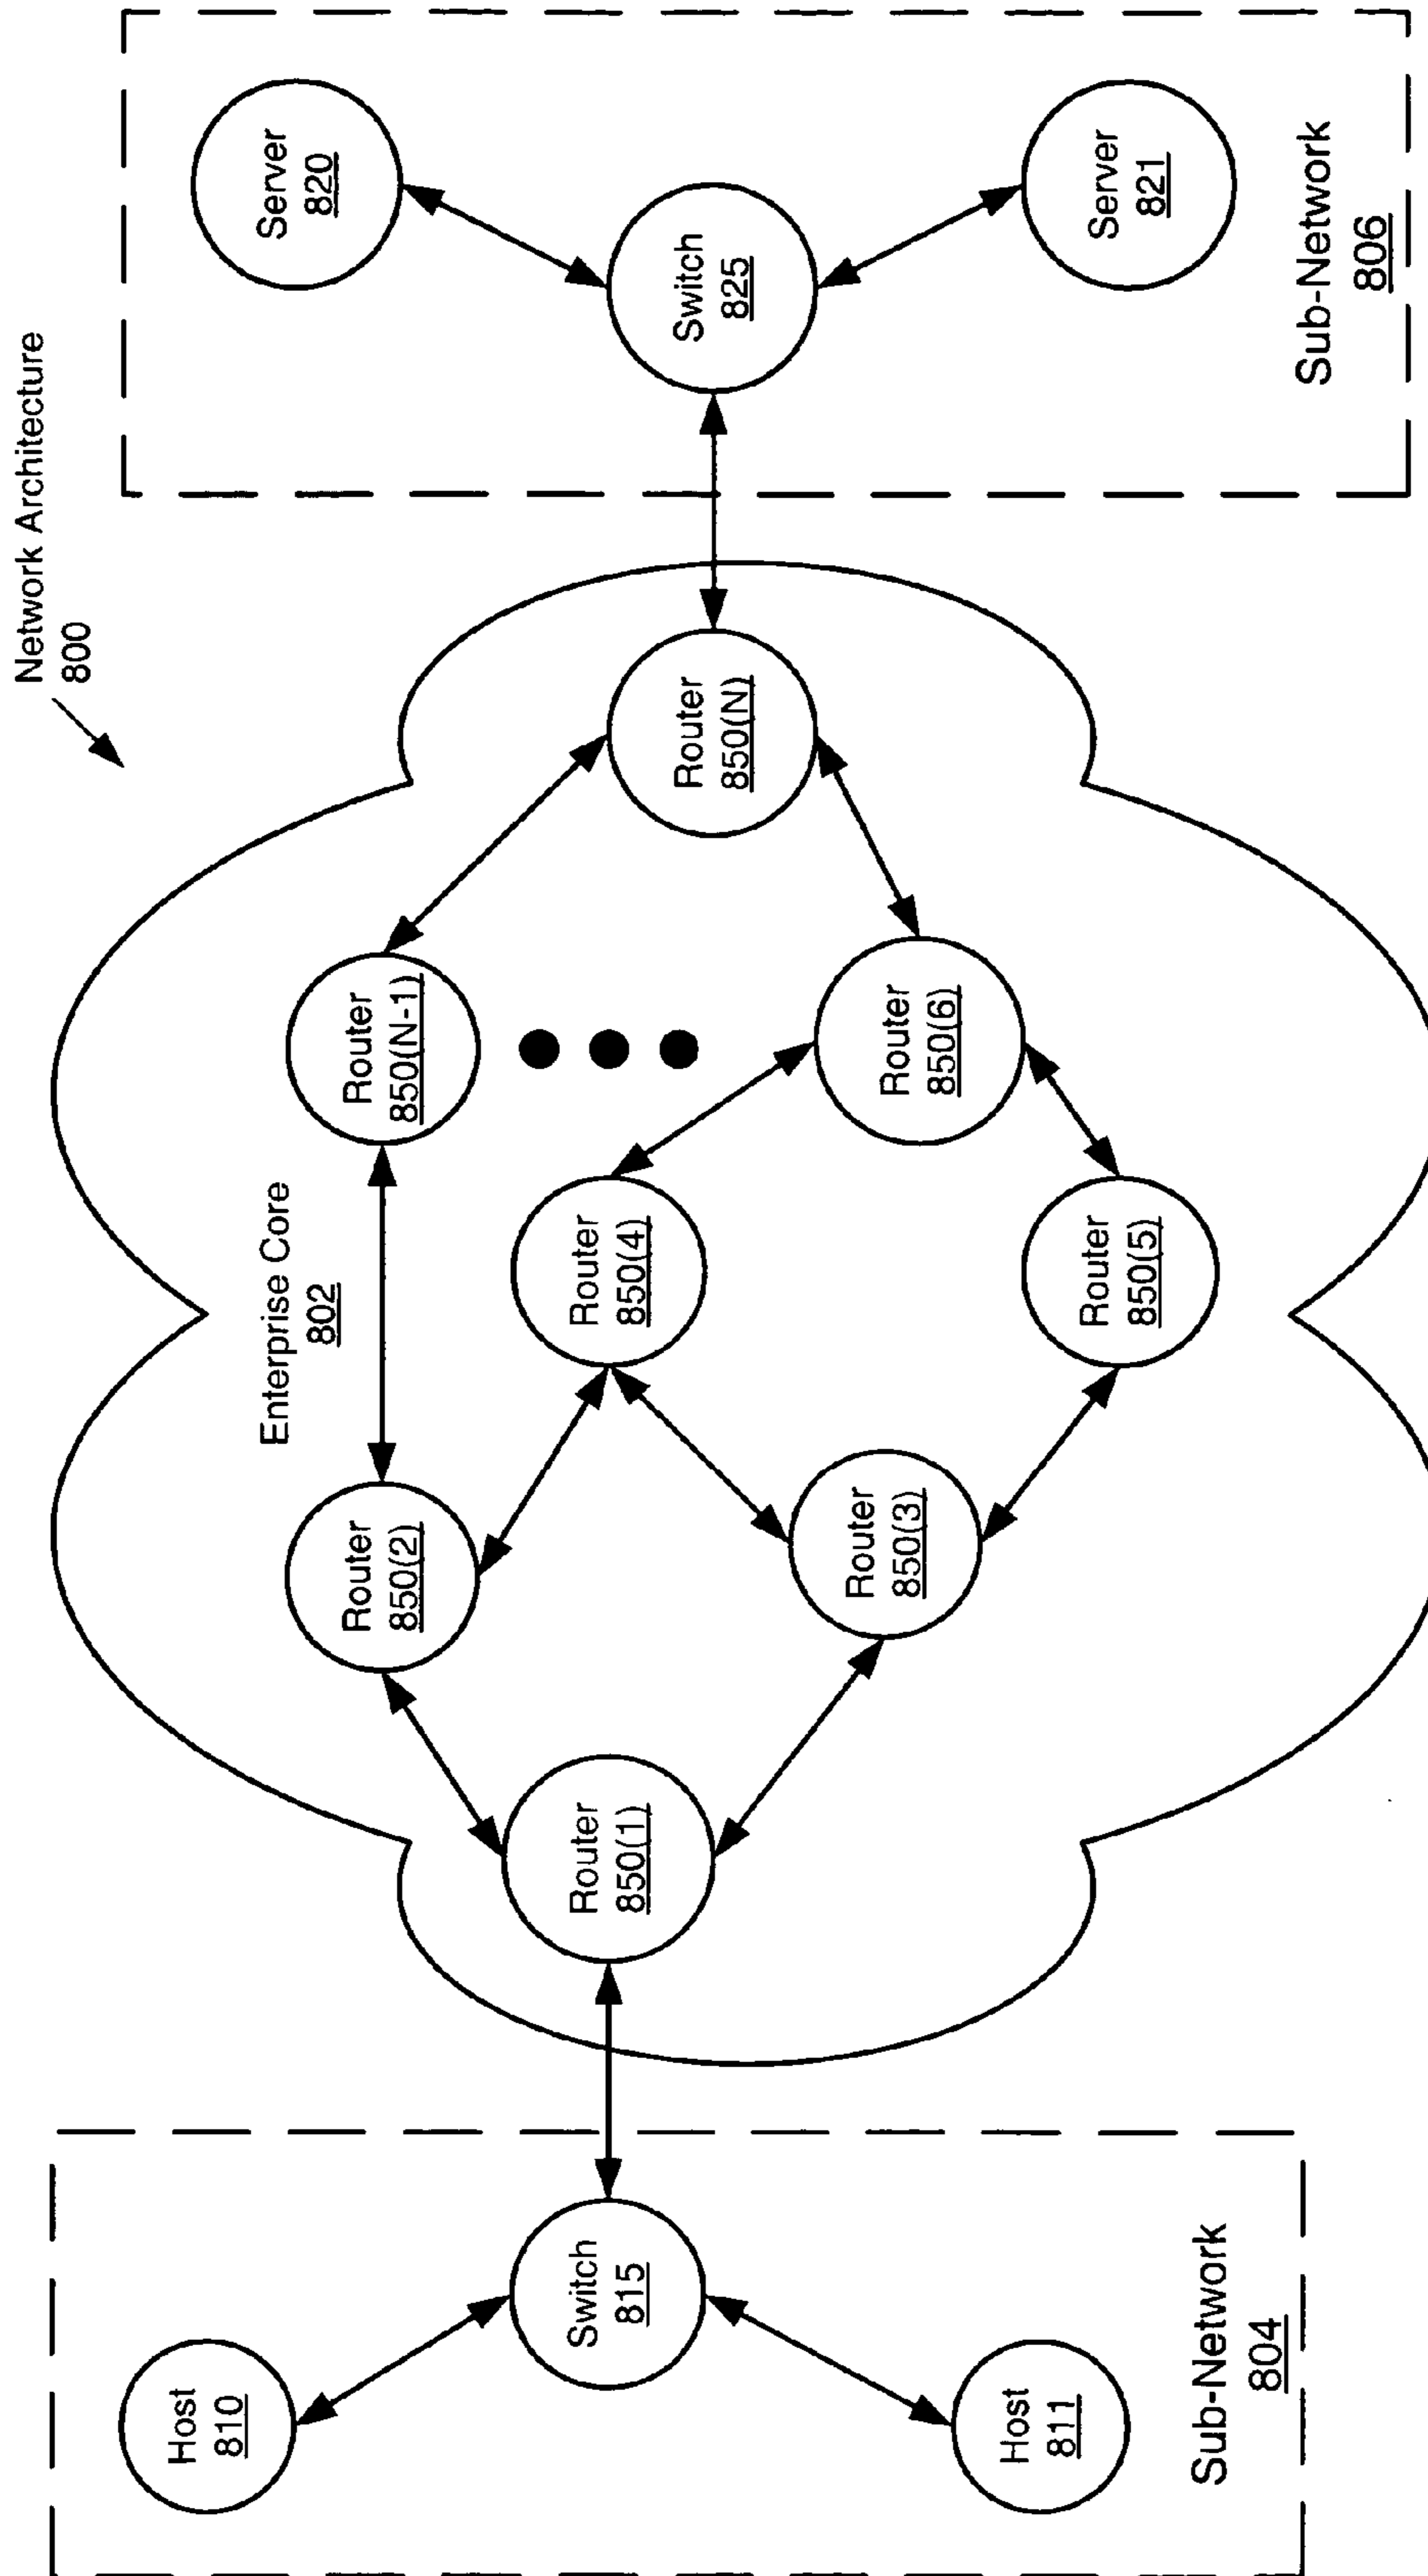 Network Architecture
800
Enterprise Core
802
Host
810
Switch
815
Host
811
Sub-Network
804
Router
850(1)
Router
850(2)
Router
850(3)
Router
850(4)
Router
850(5)
Router
850(N-1)
Router
850(6)
Router
850(N)
Server
820
Switch
825
Server
821
Sub-Network
806